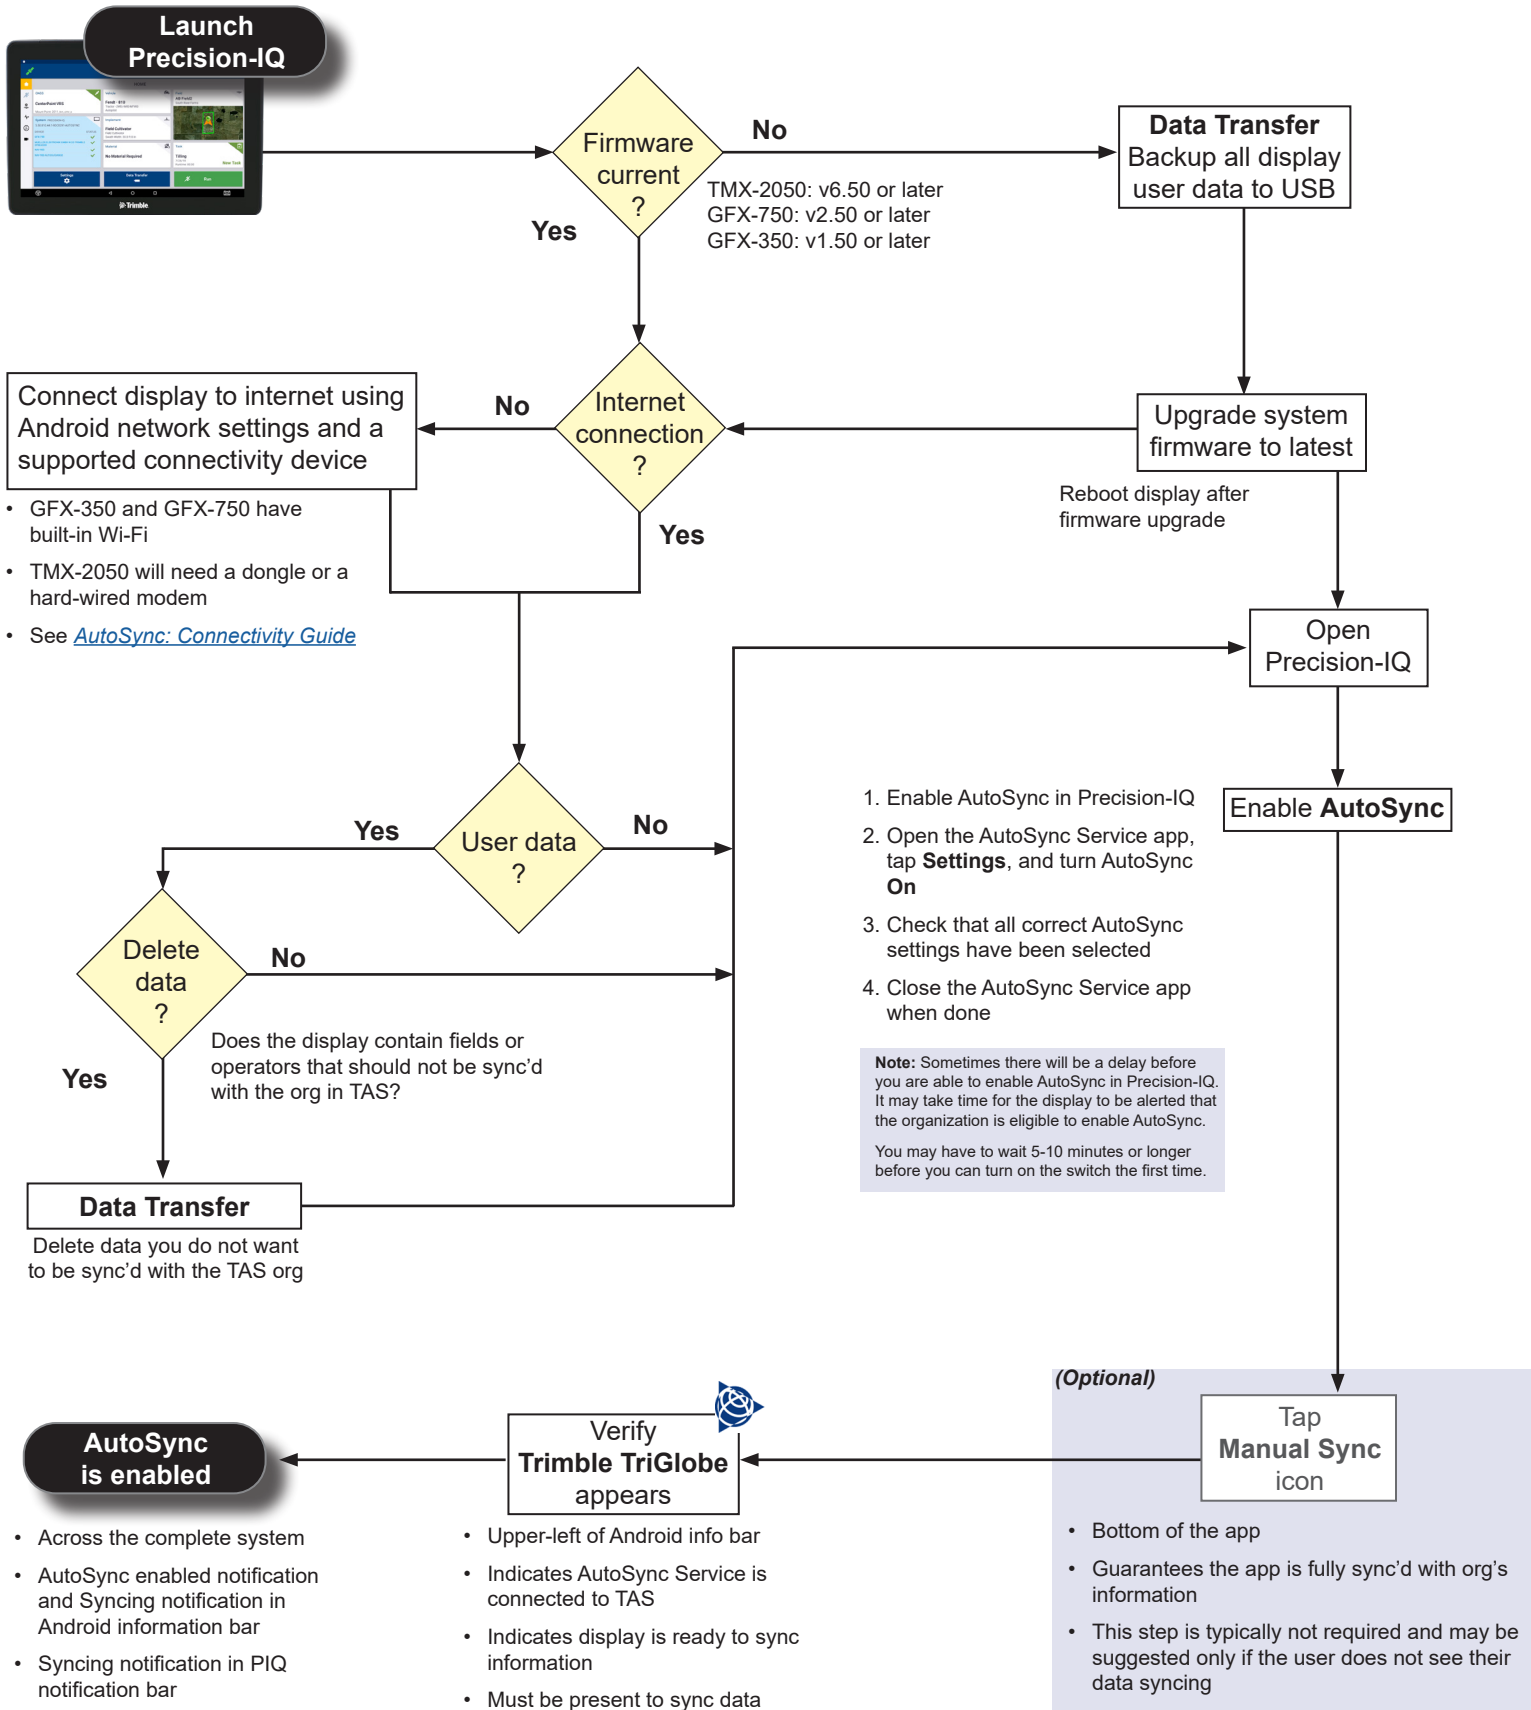 Launch
Precision-IQ
CenterPoint RTX
Field Cultivator
No Material Required
Tilling
New Task
Settings
Data Transfer
Run
Trimble
Firmware
current
?
No
Yes
TMX-2050: v6.50 or later
GFX-750: v2.50 or later
GFX-350: v1.50 or later
Data Transfer
Backup all display
user data to USB
Connect display to internet using
Android network settings and a
supported connectivity device
No
Internet
connection
?
Yes
Upgrade system
firmware to latest
Reboot display after
firmware upgrade
• GFX-350 and GFX-750 have
built-in Wi-Fi
• TMX-2050 will need a dongle or a
hard-wired modem
• See AutoSync: Connectivity Guide
Open
Precision-IQ
User data
?
Yes
No
Enable AutoSync
1. Enable AutoSync in Precision-IQ
2. Open the AutoSync Service app,
tap Settings, and turn AutoSync
On
3. Check that all correct AutoSync
settings have been selected
4. Close the AutoSync Service app
when done
Note: Sometimes there will be a delay before
you are able to enable AutoSync in Precision-IQ.
It may take time for the display to be alerted that
the organization is eligible to enable AutoSync.
You may have to wait 5-10 minutes or longer
before you can turn on the switch the first time.
Delete
data
?
No
Yes
Does the display contain fields or
operators that should not be sync’d
with the org in TAS?
Data Transfer
Delete data you do not want
to be sync’d with the TAS org
(Optional)
Tap
Manual Sync
icon
• Bottom of the app
• Guarantees the app is fully sync’d with org’s
information
• This step is typically not required and may be
suggested only if the user does not see their
data syncing
Verify
Trimble TriGlobe
appears
• Upper-left of Android info bar
• Indicates AutoSync Service is
connected to TAS
• Indicates display is ready to sync
information
• Must be present to sync data
AutoSync
is enabled
• Across the complete system
• AutoSync enabled notification
and Syncing notification in
Android information bar
• Syncing notification in PIQ
notification bar